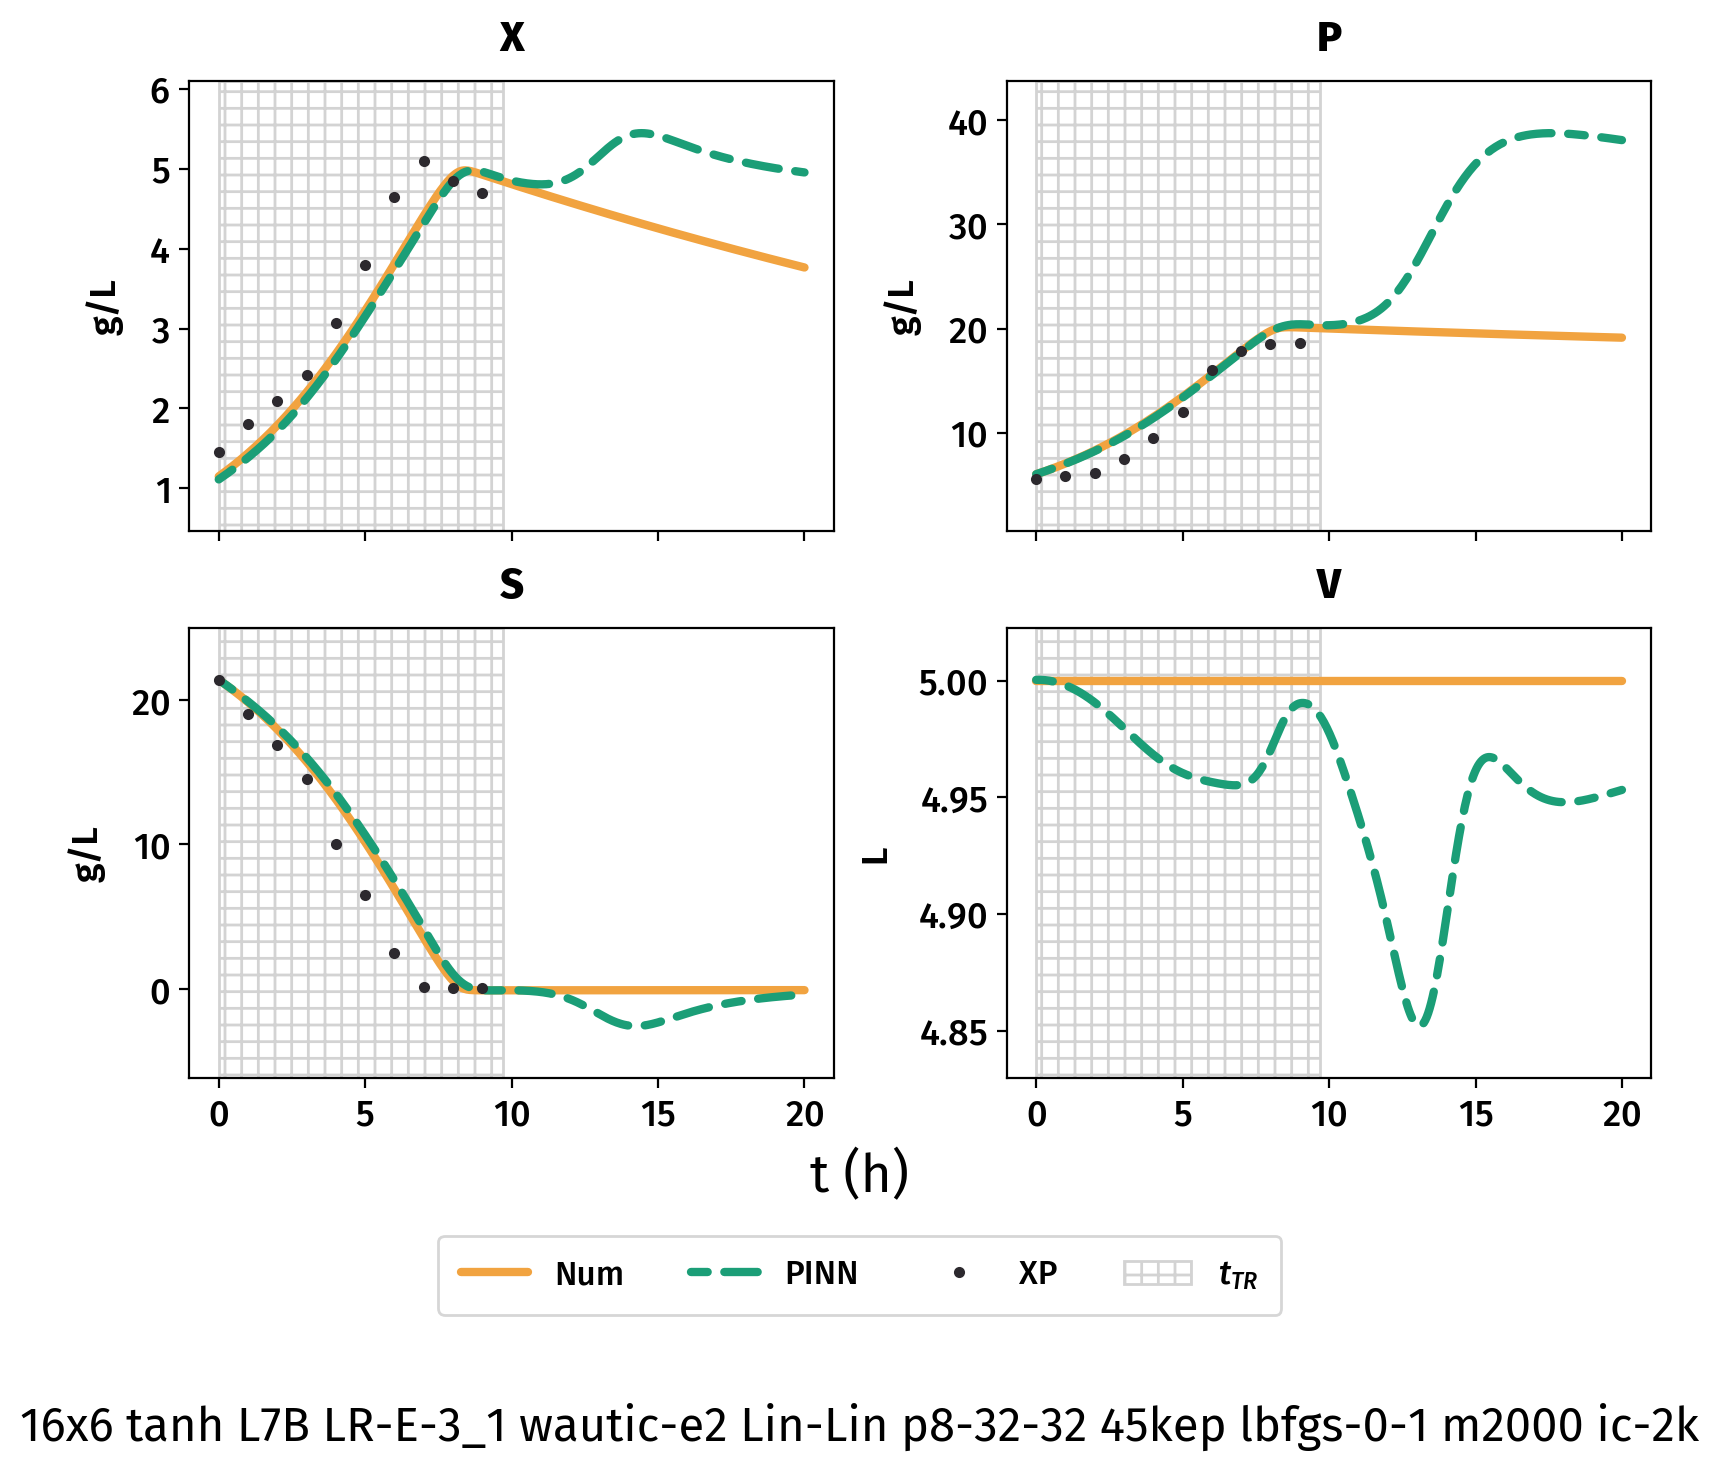 X
P
6
5
4
3
2
1
g/L
40
30
20
10
g/L
S
V
20
10
0
g/L
5.00
4.95
4.90
4.85
L
0 5 10 15 20
0 5 10 15 20
t (h)
Num PINN XP tTR
16x6 tanh L7B LR-E-3_1 wautic-e2 Lin-Lin p8-32-32 45kep lbfgs-0-1 m2000 ic-2k